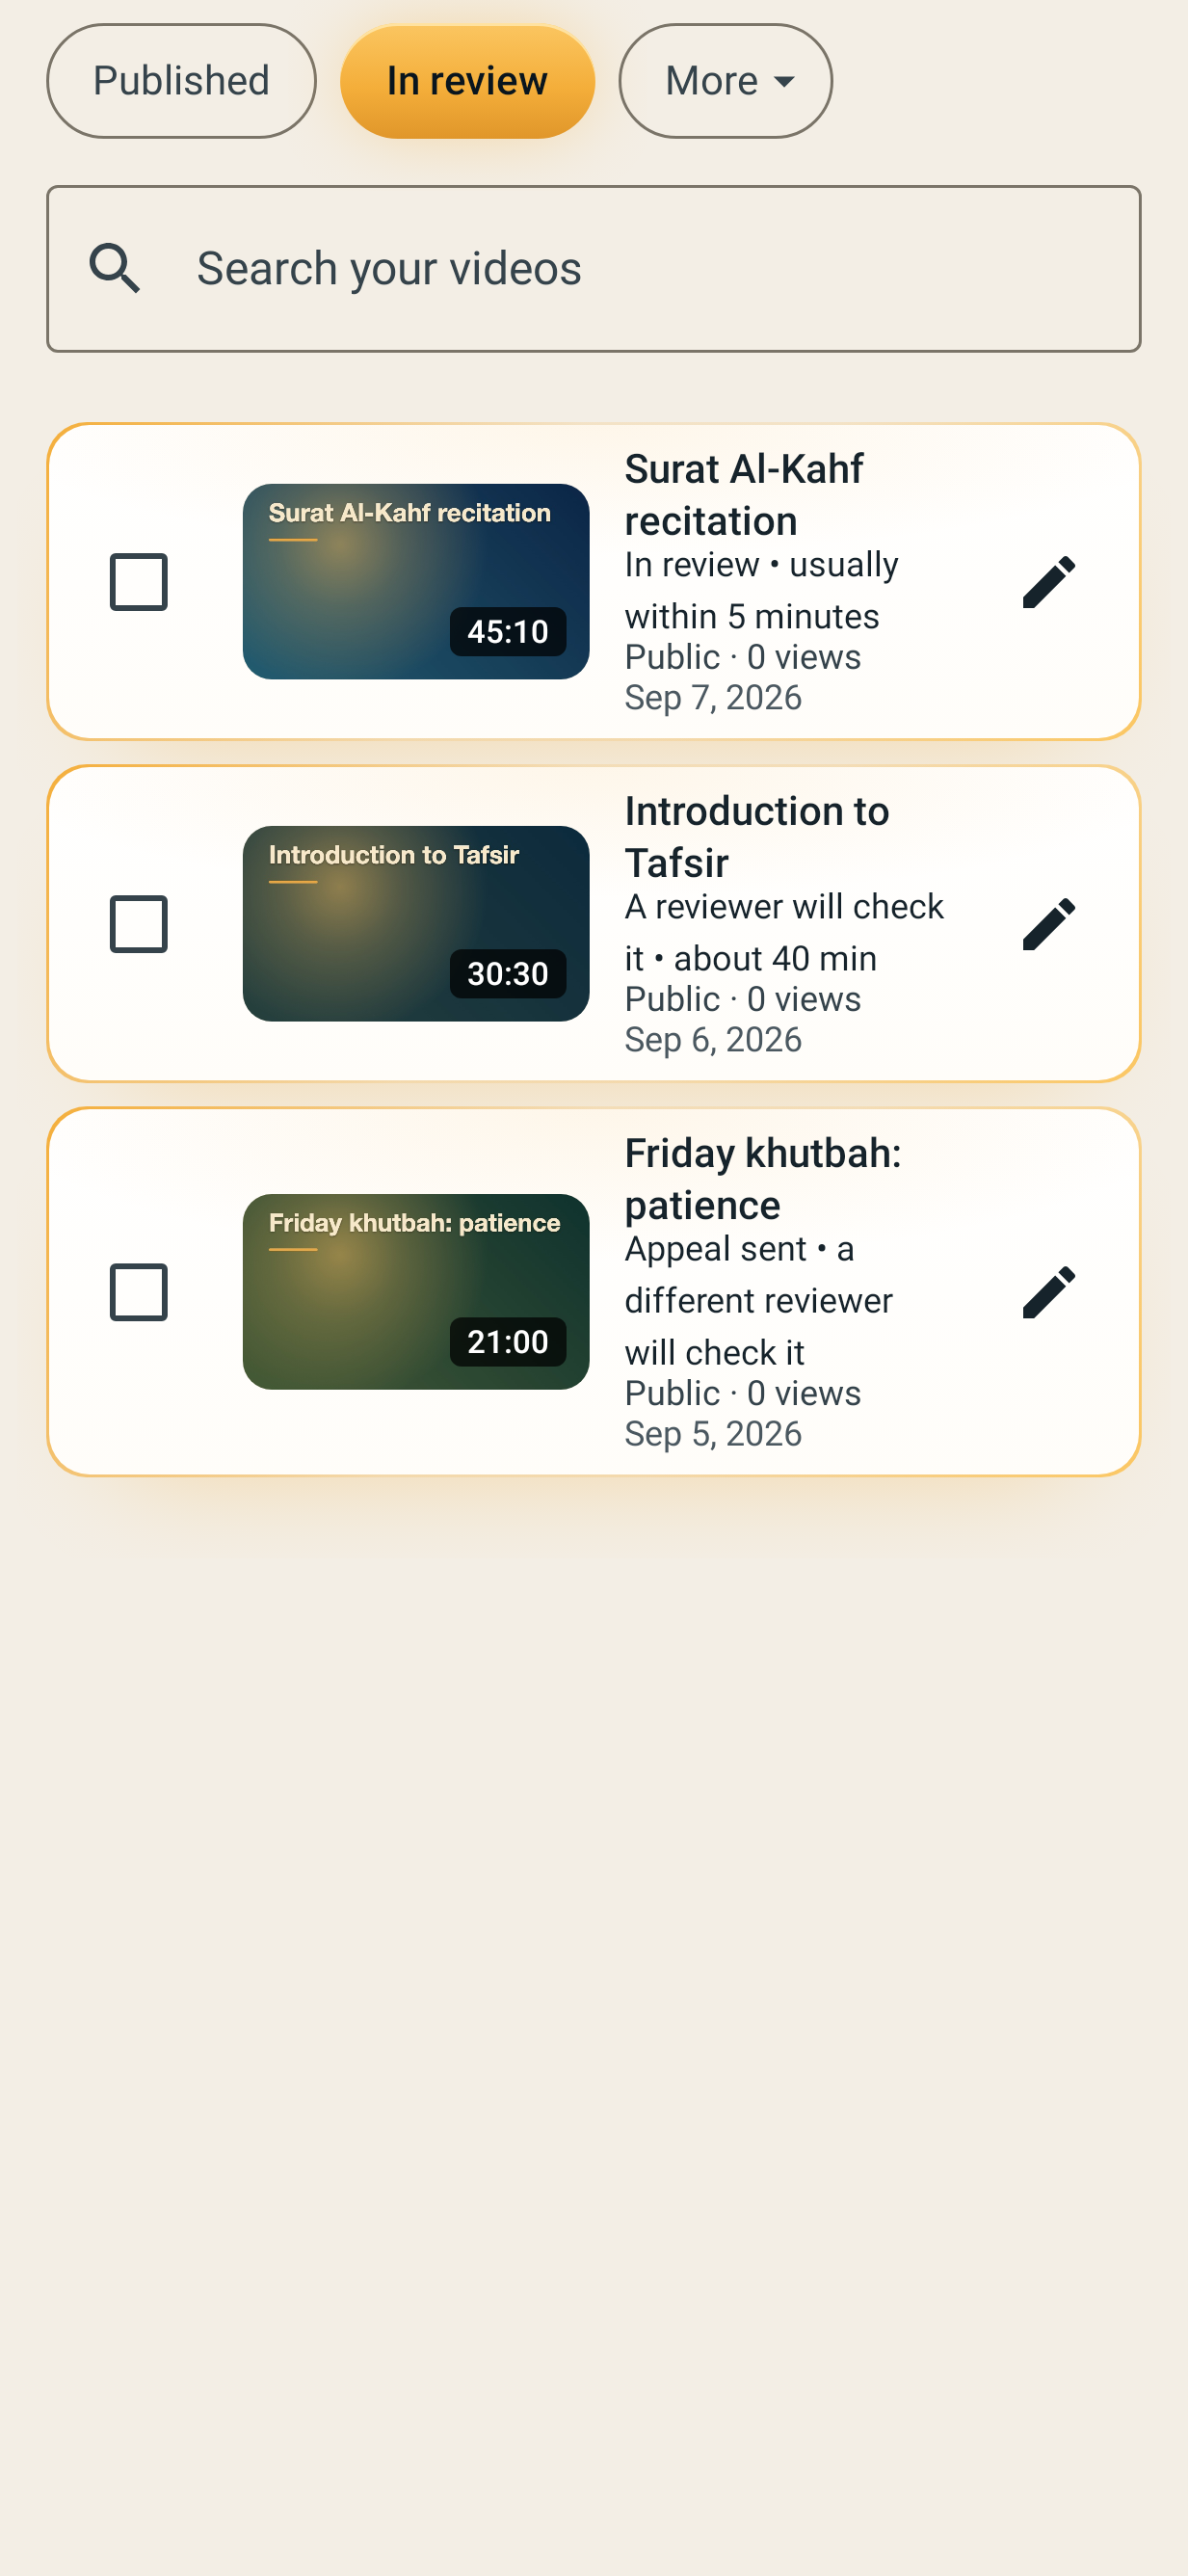 Published
In review
More
Search your videos
Surat Al-Kahf recitation
45:10
Surat Al-Kahf
recitation
In review • usually
within 5 minutes
Public · 0 views
Sep 7, 2026
Introduction to Tafsir
30:30
Introduction to
Tafsir
A reviewer will check
it • about 40 min
Public · 0 views
Sep 6, 2026
Friday khutbah: patience
21:00
Friday khutbah:
patience
Appeal sent • a
different reviewer
will check it
Public · 0 views
Sep 5, 2026